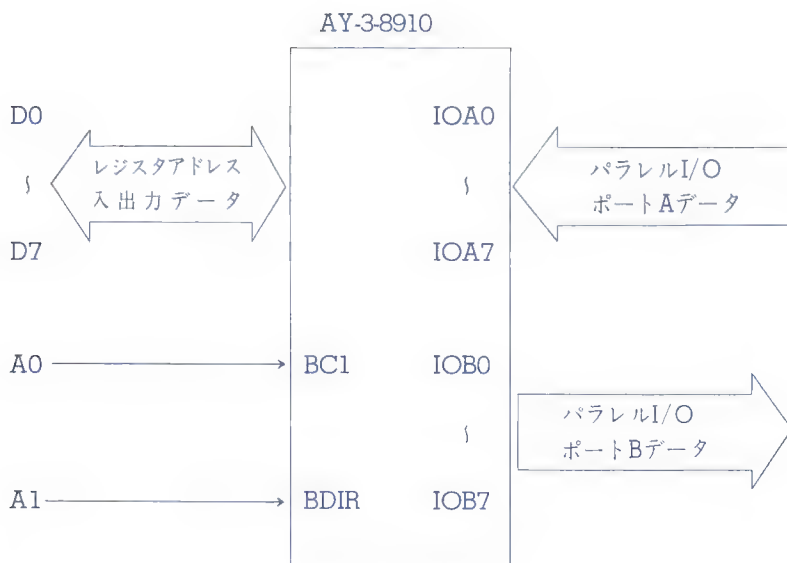 AY-3-8910
D0
IOA0
レジスタアドレス
入出力データ
パラレルI/O
ポートAデータ
~
~
D7
IOA7
A0
BC1
IOB0
パラレルI/O
ポートBデータ
~
A1
BDIR
IOB7